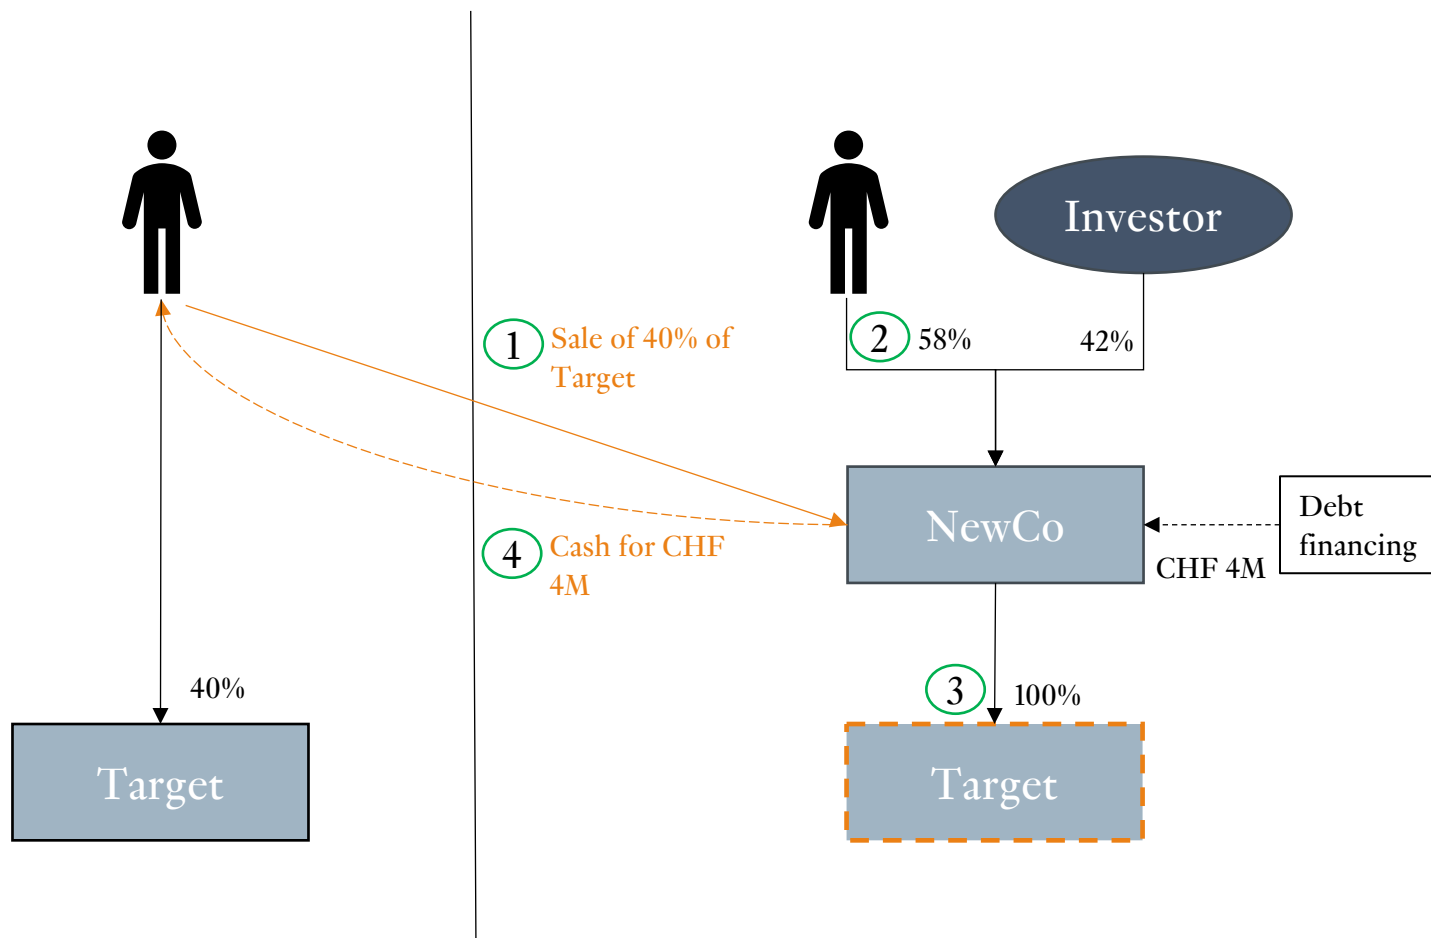 Investor
1
Sale of 40% of
Target
2
58%
42%
NewCo
Debt
financing
CHF 4M
4
Cash for CHF
4M
40%
3
100%
Target
Target